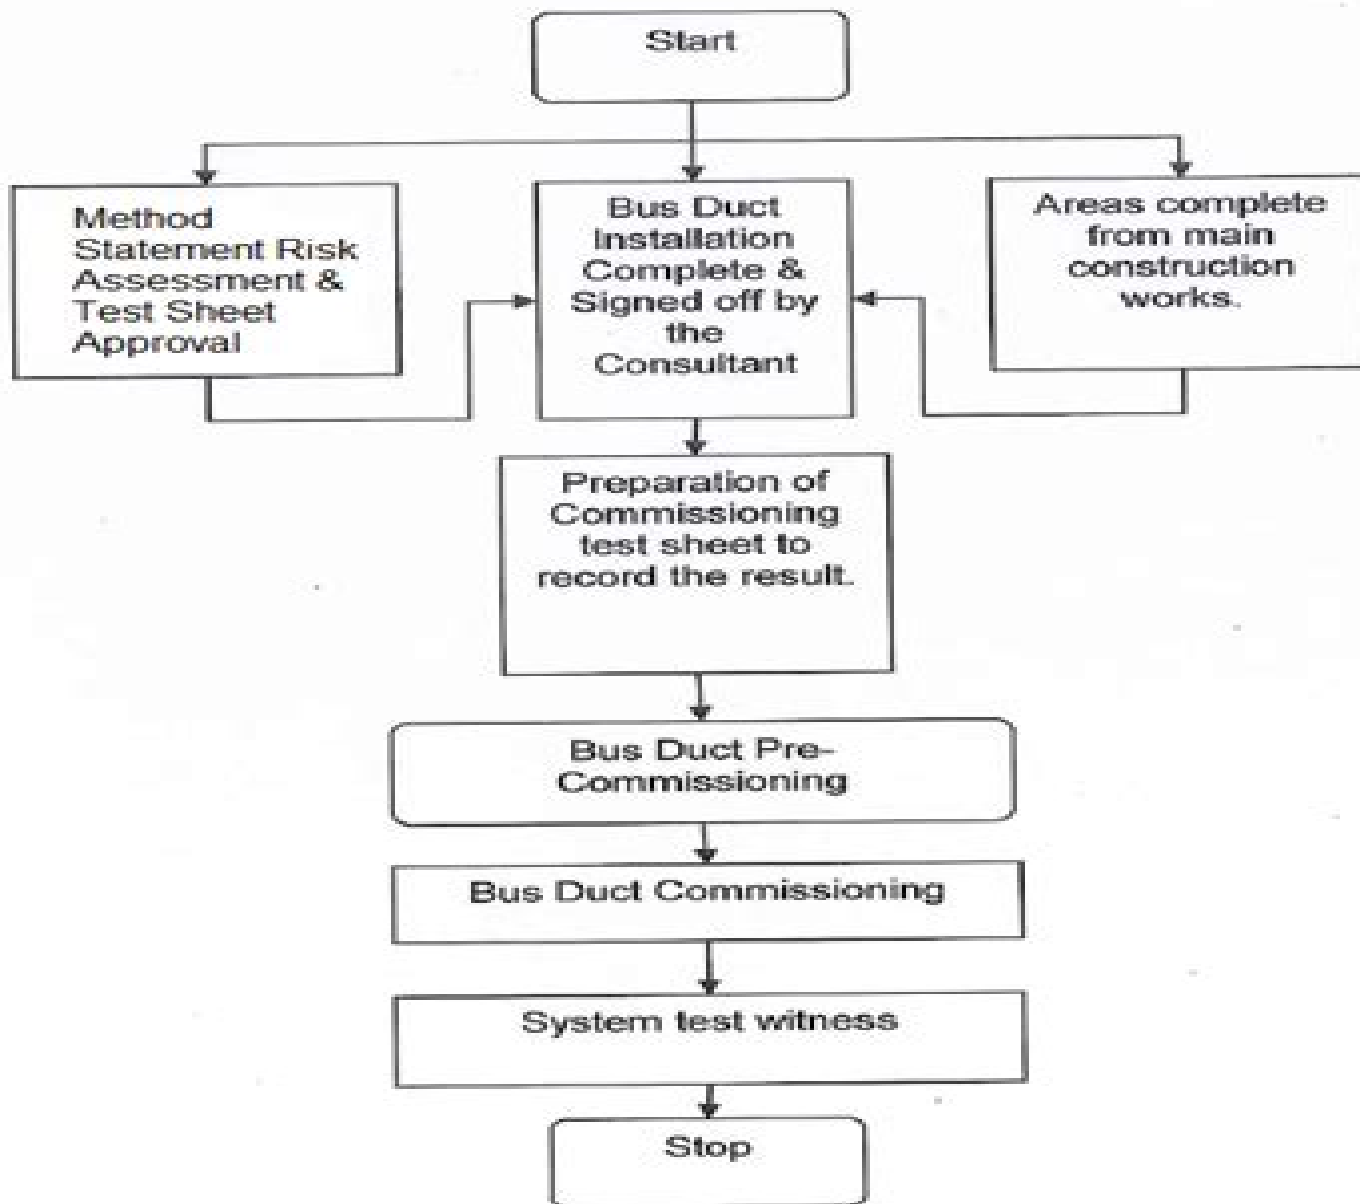 Start
Method
Statement Risk
Assessment &
Test Sheet
Approval
Bus Duct
Installation
Complete &
Signed off by
the
Consultant
Areas complete
from main
construction
works.
Preparation of
Commissioning
test sheet to
record the result.
Bus Duct Pre-
Commissioning
Bus Duct Commissioning
System test witness
Stop